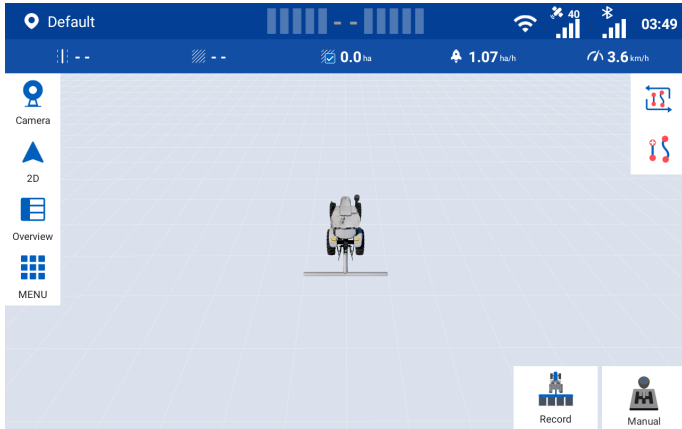 Default
- -
40
03:49
- -
- -
0.0 ha
1.07 ha/h
3.6 km/h
Camera
2D
Overview
MENU
Record
Manual